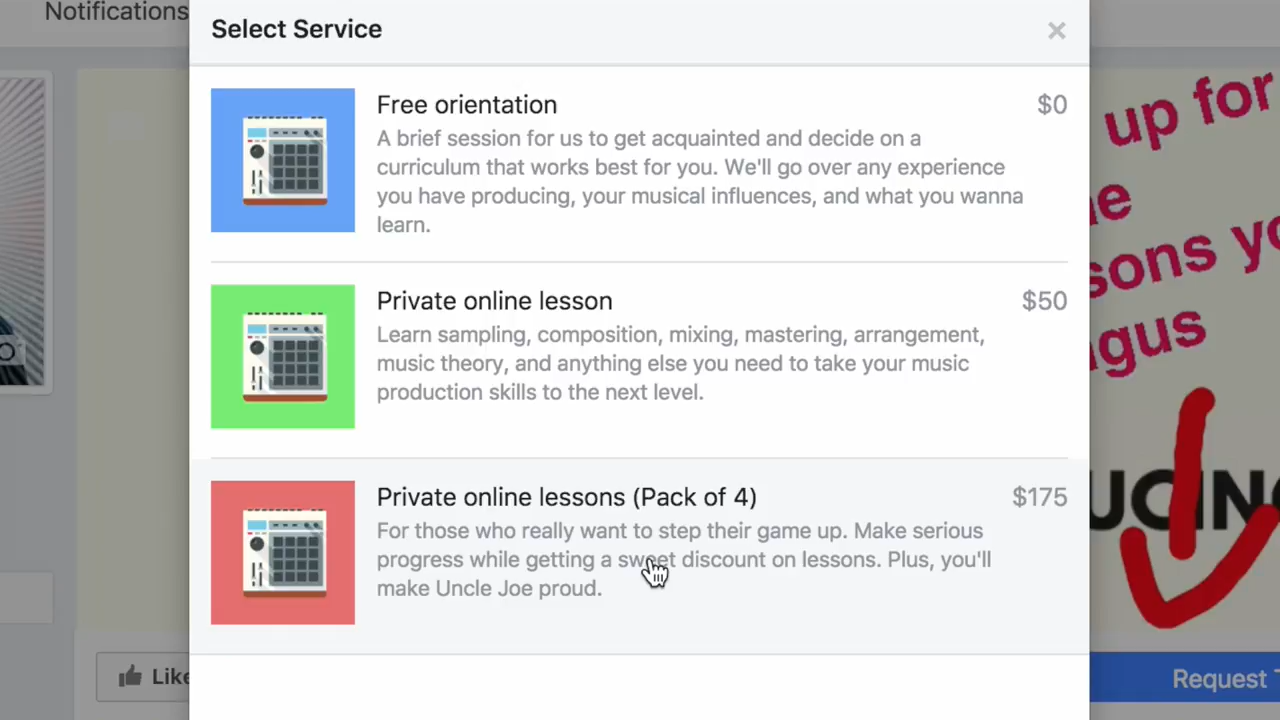 Notifications
Select Service
×
Free orientation
$0
A brief session for us to get acquainted and decide on a
curriculum that works best for you. We'll go over any experience
you have producing, your musical influences, and what you wanna
learn.
Private online lesson
$50
Learn sampling, composition, mixing, mastering, arrangement,
music theory, and anything else you need to take your music
production skills to the next level.
Private online lessons (Pack of 4)
$175
For those who really want to step their game up. Make serious
progress while getting a sweet discount on lessons. Plus, you'll
make Uncle Joe proud.
up for
Like
Request